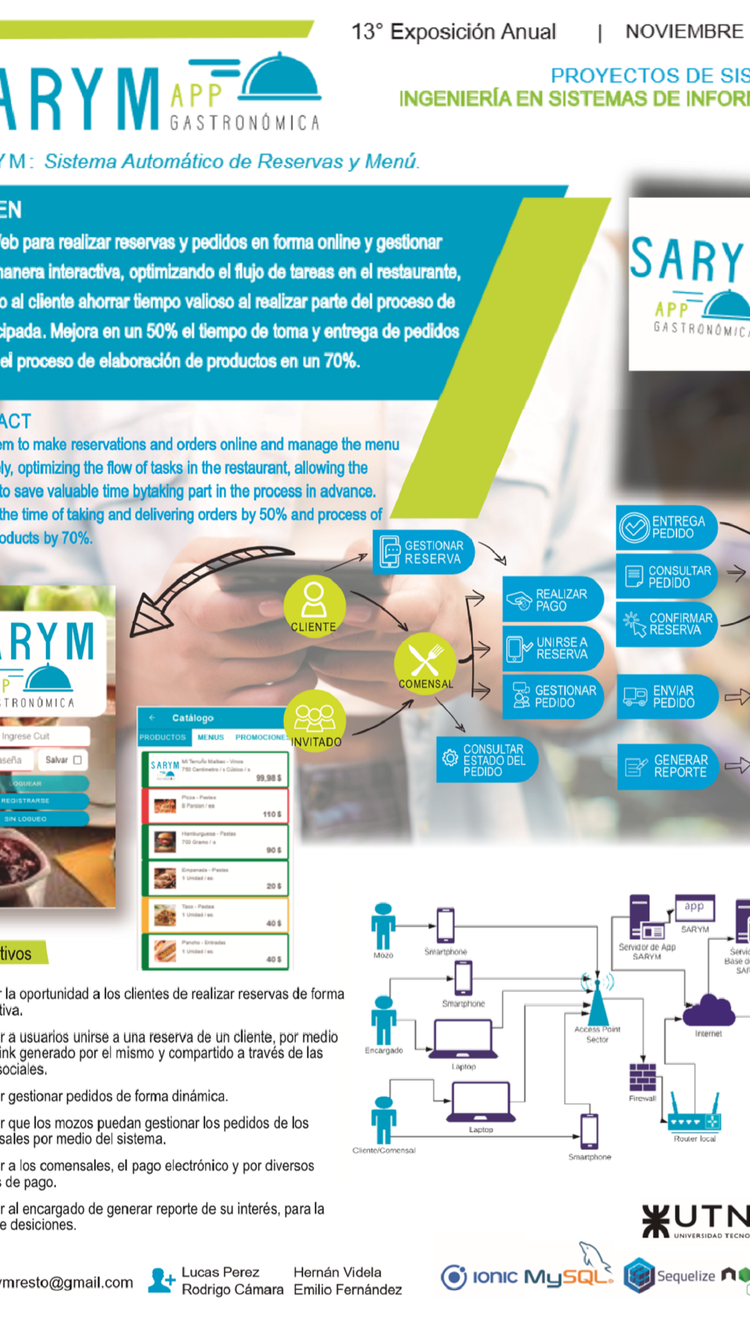 13° Exposición Anual | NOVIEMBRE
PROYECTOS DE SIS
INGENIERÍA EN SISTEMAS DE INFOR
ARYM APP
GASTRONÓMICA
YM: Sistema Automático de Reservas y Menú.
EN
eb para realizar reservas y pedidos en forma online y gestionar
manera interactiva, optimizando el flujo de tareas en el restaurante,
o al cliente ahorrar tiempo valioso al realizar parte del proceso de
cipada. Mejora en un 50% el tiempo de toma y entrega de pedidos
el proceso de elaboración de productos en un 70%.
SARY
APP
GASTRONÓMIC
ACT
em to make reservations and orders online and manage the menu
ely, optimizing the flow of tasks in the restaurant, allowing the
to save valuable time bytaking part in the process in advance.
the time of taking and delivering orders by 50% and process of
oducts by 70%.
GESTIONAR
RESERVA
CLIENTE
COMENSAL
INVITADO
REALIZAR
PAGO
UNIRSE A
RESERVA
GESTIONAR
PEDIDO
CONSULTAR
ESTADO DEL
PEDIDO
ENTREGA
PEDIDO
CONSULTAR
PEDIDO
CONFIRMAR
RESERVA
ENVIAR
PEDIDO
GENERAR
REPORTE
ARYM
P
STRONÓMICA
Ingrese Cuit
aseña
Salvar
LOGUEAR
REGISTRARSE
SIN LOGUEO
Catálogo
PRODUCTOS MENUS PROMOCIONE
SARYM
Mi Terruño Malbec - Vinos
750 Centimetro / s Cúbico / s
99.98 $
Pizza - Pastas
8 Porcion / es
110 $
Hamburguesa - Pastas
700 Gramo / s
90 $
Empanada - Pastas
1 Unidad / es
20 $
Taco - Pastas
1 Unidad / es
40 $
Pancho - Entradas
1 Unidad / es
40 $
tivos
r la oportunidad a los clientes de realizar reservas de forma
tiva.
r a usuarios unirse a una reserva de un cliente, por medio
ink generado por el mismo y compartido a través de las
sociales.
r gestionar pedidos de forma dinámica.
r que los mozos puedan gestionar los pedidos de los
sales por medio del sistema.
r a los comensales, el pago electrónico y por diversos
s de pago.
r al encargado de generar reporte de su interés, para la
e desiciones.
Mozo
Smartphone
Smartphone
Encargado
Laptop
Laptop
Cliente/Comensal
Smartphone
Access Point
Sector
Servidor de App
SARYM
app
SARYM
Servic
Base de
SAR
Internet
Firewall
Router local
UTN
UNIVERSIDAD TECNO
ymresto@gmail.com
Lucas Perez
Rodrigo Cámara
Hernán Videla
Emilio Fernández
IONIC MySQL Sequelize